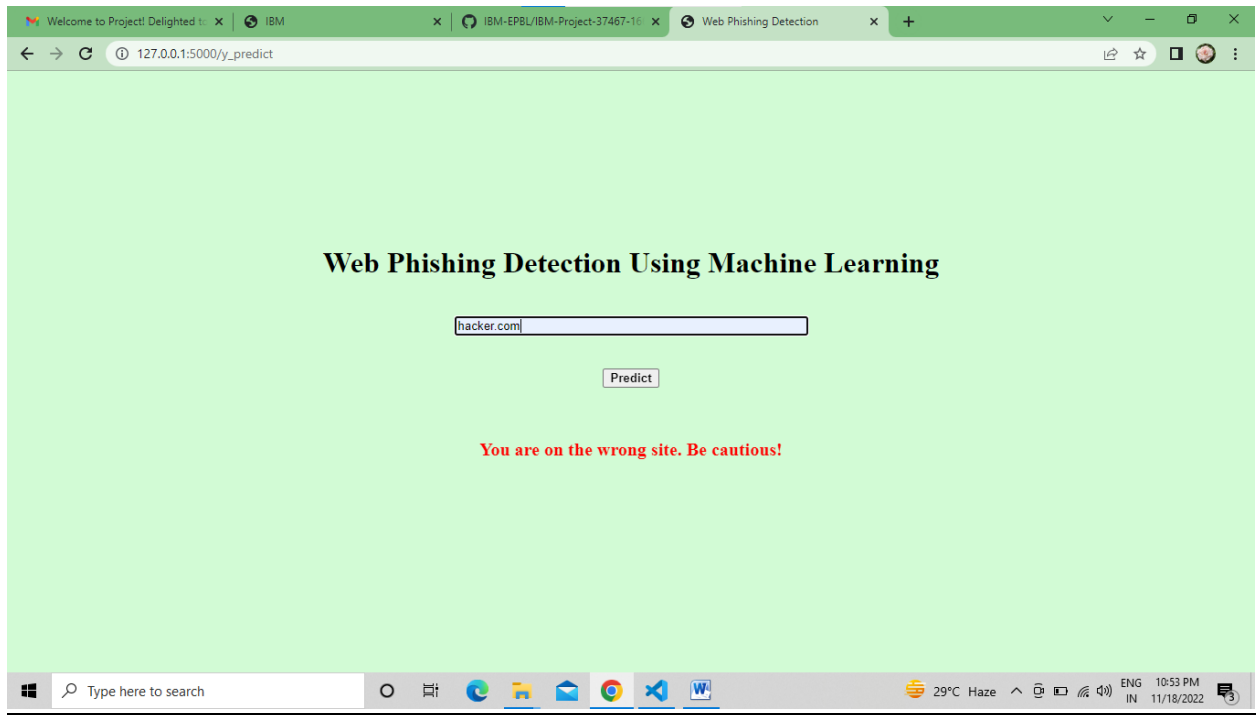 Welcome to Project! Delighted to
IBM
IBM-EPBL/IBM-Project-37467-16
Web Phishing Detection
127.0.0.1:5000/y_predict
Web Phishing Detection Using Machine Learning
hacker.com
Predict
You are on the wrong site. Be cautious!
Type here to search
29°C Haze
ENG
IN
10:53 PM
11/18/2022
3